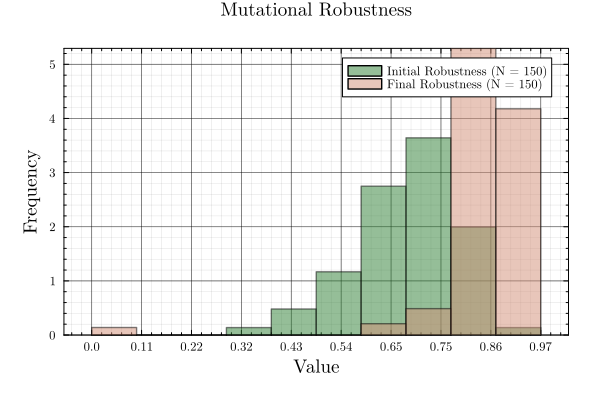 Mutational Robustness
Initial Robustness (N = 150)
Final Robustness (N = 150)
Frequency
5
4
3
2
1
0
0.0 0.11 0.22 0.32 0.43 0.54 0.65 0.75 0.86 0.97
Value